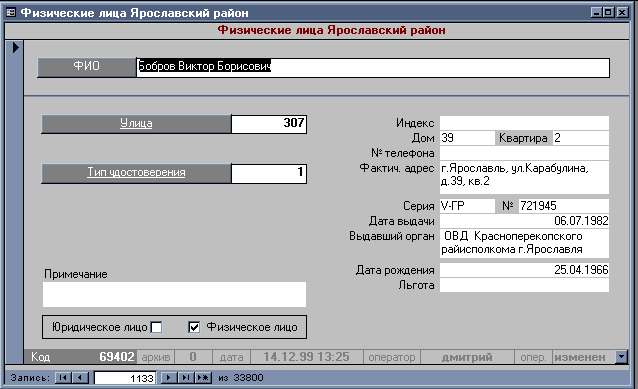 Физические лица Ярославский район
Физические лица Ярославский район
ФИО Бобров Виктор Борисович
Улица 307
Тип удостоверения 1
Индекс
Дом 39 Квартира 2
№ телефона
Фактич. адрес г.Ярославль, ул.Карабулина,
д.39, кв.2
Серия V-ГР № 721945
Дата выдачи 06.07.1982
Выдавший орган ОВД Красноперекопского
райисполкома г.Ярославля
Дата рождения 25.04.1966
Льгота
Примечание
Юридическое лицо Физическое лицо
Код 69402 архив 0 дата 14.12.99 13:25 оператор дмитрий опер. изменен
Запись: 1133 из 33800